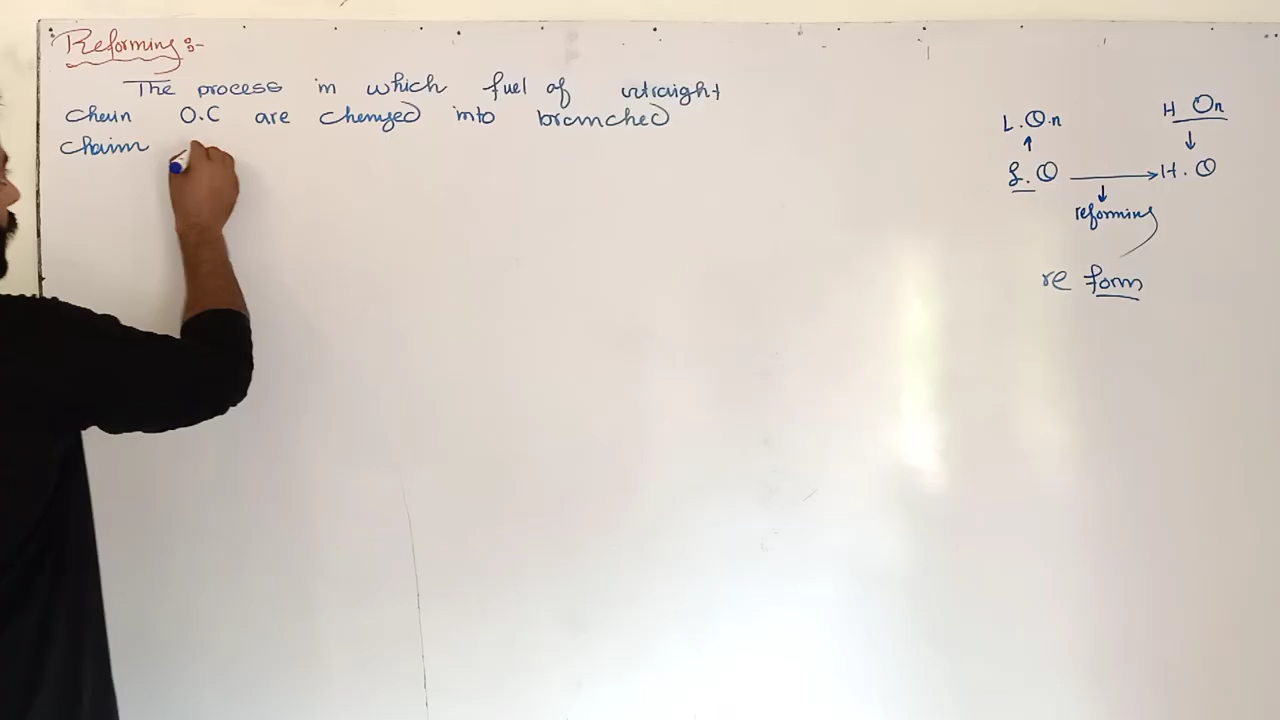 Reforming :-
The process in which fuel of straight
chain O.C are changed into branched
chain
L.O.n
H On
L.O → H.O
reforming
re form